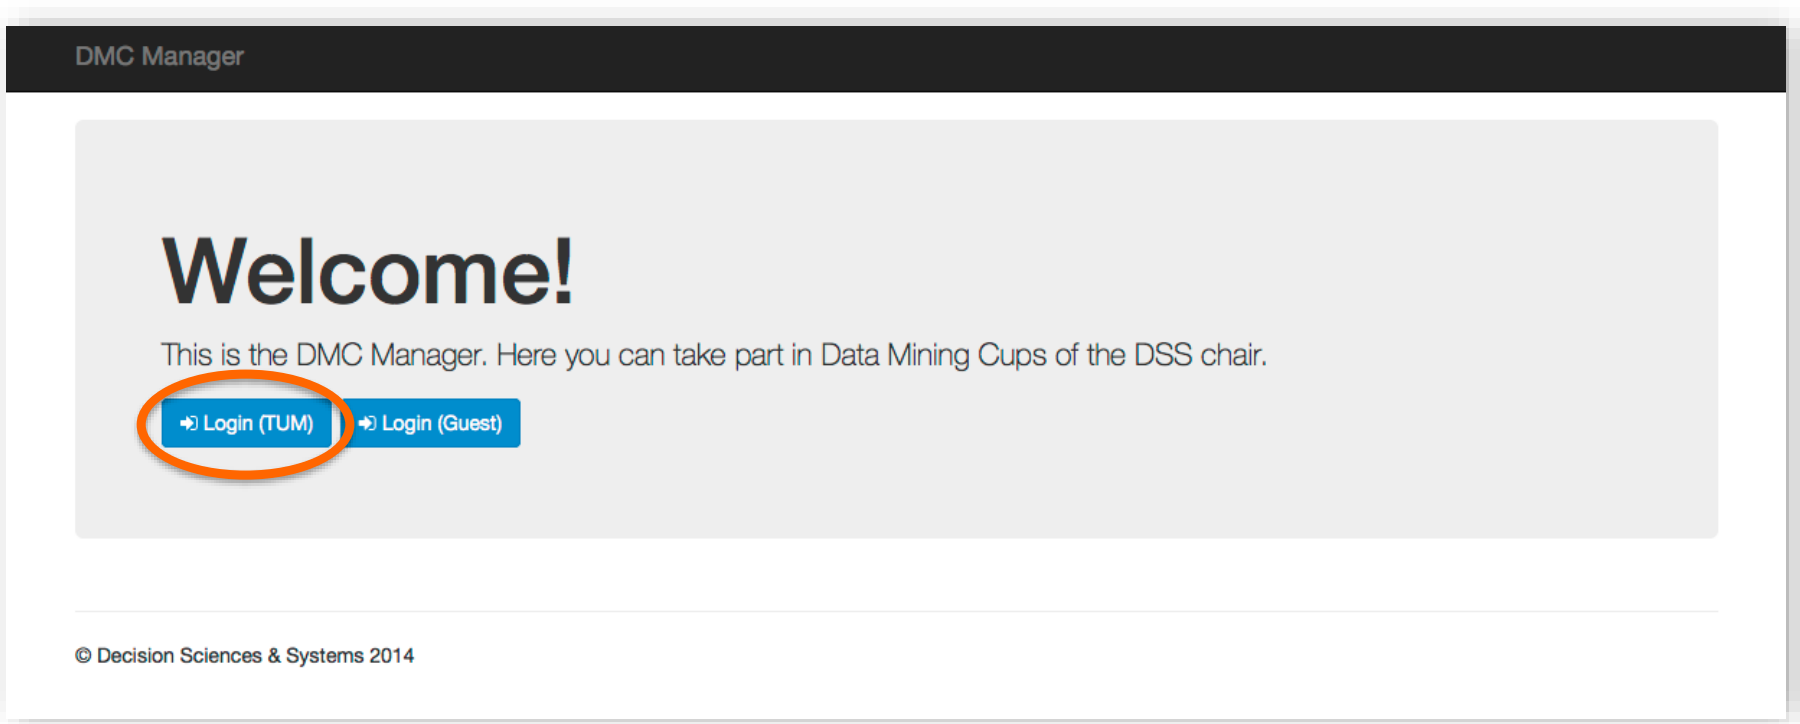 DMC Manager
Welcome!
This is the DMC Manager. Here you can take part in Data Mining Cups of the DSS chair.
Login (TUM) Login (Guest)
© Decision Sciences & Systems 2014